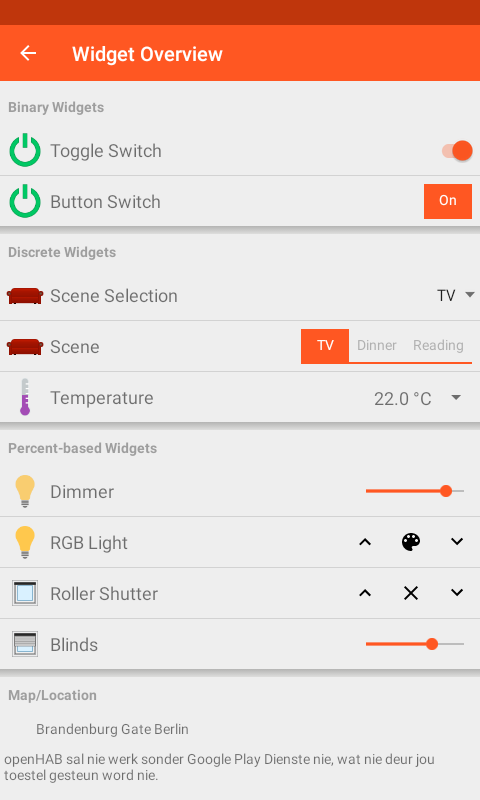 Widget Overview
Binary Widgets
Toggle Switch
Button Switch On
Discrete Widgets
Scene Selection TV
Scene TV Dinner Reading
Temperature 22.0 °C
Percent-based Widgets
Dimmer
RGB Light
Roller Shutter
Blinds
Map/Location
Brandenburg Gate Berlin
openHAB sal nie werk sonder Google Play Dienste nie, wat nie deur jou
toestel gesteun word nie.